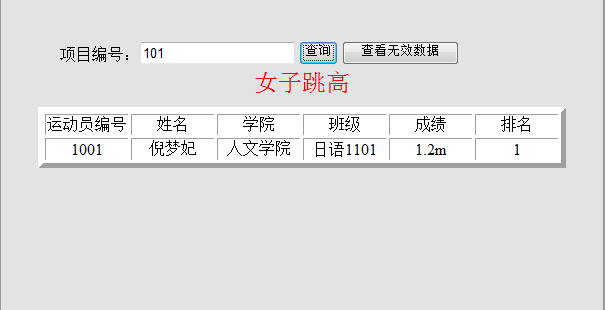 项目编号： 101 查询 查看无效数据
女子跳高
运动员编号 姓名 学院 班级 成绩 排名
1001 倪梦妃 人文学院 日语1101 1.2m 1